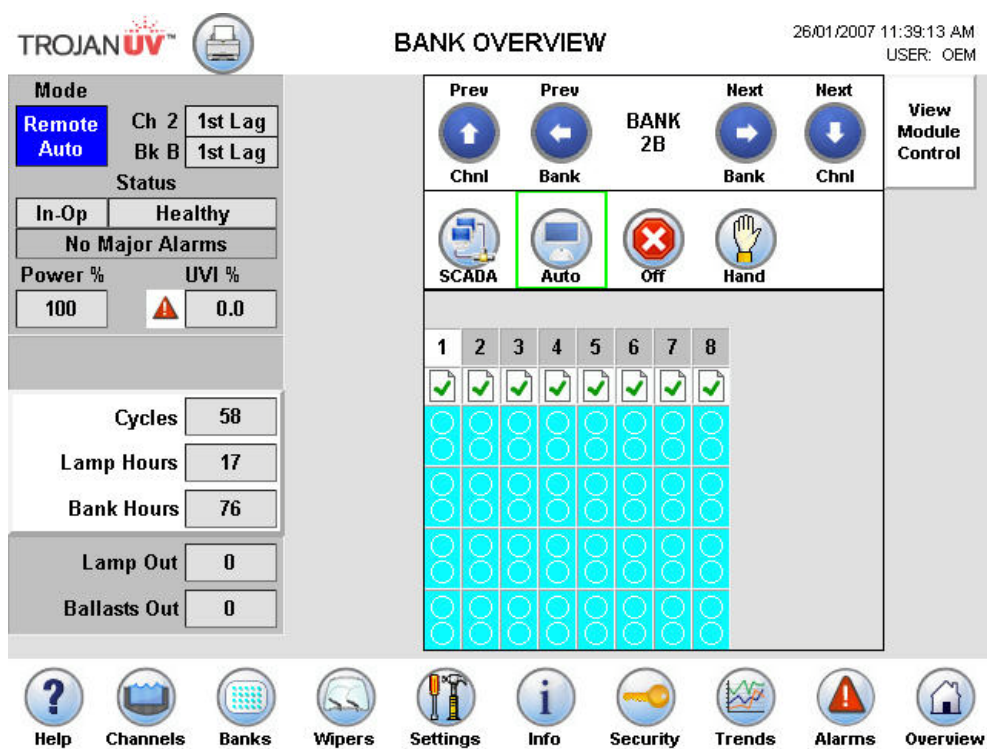 TROJAN UV™
BANK OVERVIEW
26/01/2007 11:39:13 AM
USER: OEM
Mode
Remote Auto
Ch 2 1st Lag
Bk B 1st Lag
Status
In-Op Healthy
No Major Alarms
Power % UVI %
100 0.0
Cycles 58
Lamp Hours 17
Bank Hours 76
Lamp Out 0
Ballasts Out 0
Prev Chnl
Prev Bank
BANK
2B
Next Bank
Next Chnl
View
Module
Control
SCADA Auto Off Hand
1 2 3 4 5 6 7 8
Help Channels Banks Wipers Settings Info Security Trends Alarms Overview